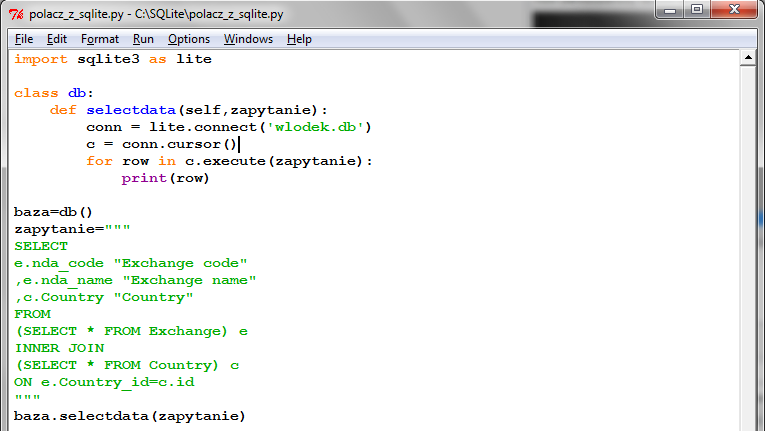 polacz_z_sqlite.py - C:\SQLite\polacz_z_sqlite.py
File Edit Format Run Options Windows Help
import sqlite3 as lite
class db:
    def selectdata(self,zapytanie):
        conn = lite.connect('wlodek.db')
        c = conn.cursor()
        for row in c.execute(zapytanie):
            print(row)
baza=db()
zapytanie="""
SELECT
e.nda_code "Exchange code"
,e.nda_name "Exchange name"
,c.Country "Country"
FROM
(SELECT * FROM Exchange) e
INNER JOIN
(SELECT * FROM Country) c
ON e.Country_id=c.id
"""
baza.selectdata(zapytanie)